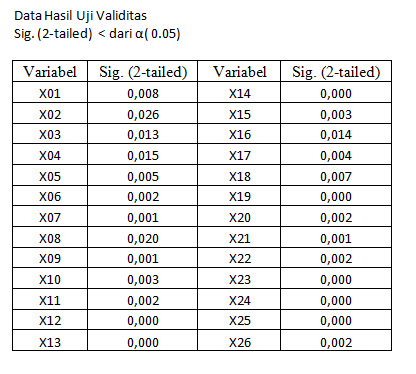 Data Hasil Uji Validitas
Sig. (2-tailed) < dari α( 0.05)
Variabel Sig. (2-tailed) Variabel Sig. (2-tailed)
X01 0,008 X14 0,000
X02 0,026 X15 0,003
X03 0,013 X16 0,014
X04 0,015 X17 0,004
X05 0,005 X18 0,007
X06 0,002 X19 0,000
X07 0,001 X20 0,002
X08 0,020 X21 0,001
X09 0,001 X22 0,002
X10 0,003 X23 0,000
X11 0,002 X24 0,000
X12 0,000 X25 0,000
X13 0,000 X26 0,002